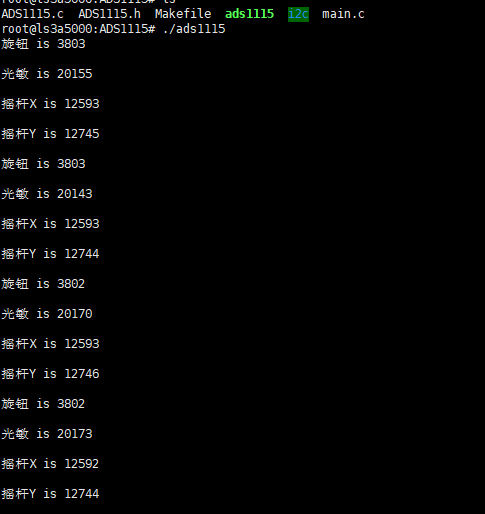 root@ls3a5000:ADS1115# ls
ADS1115.c ADS1115.h Makefile ads1115 i2c main.c
root@ls3a5000:ADS1115# ./ads1115
旋钮 is 3803
光敏 is 20155
摇杆X is 12593
摇杆Y is 12745
旋钮 is 3803
光敏 is 20143
摇杆X is 12593
摇杆Y is 12744
旋钮 is 3802
光敏 is 20170
摇杆X is 12593
摇杆Y is 12746
旋钮 is 3802
光敏 is 20173
摇杆X is 12592
摇杆Y is 12744